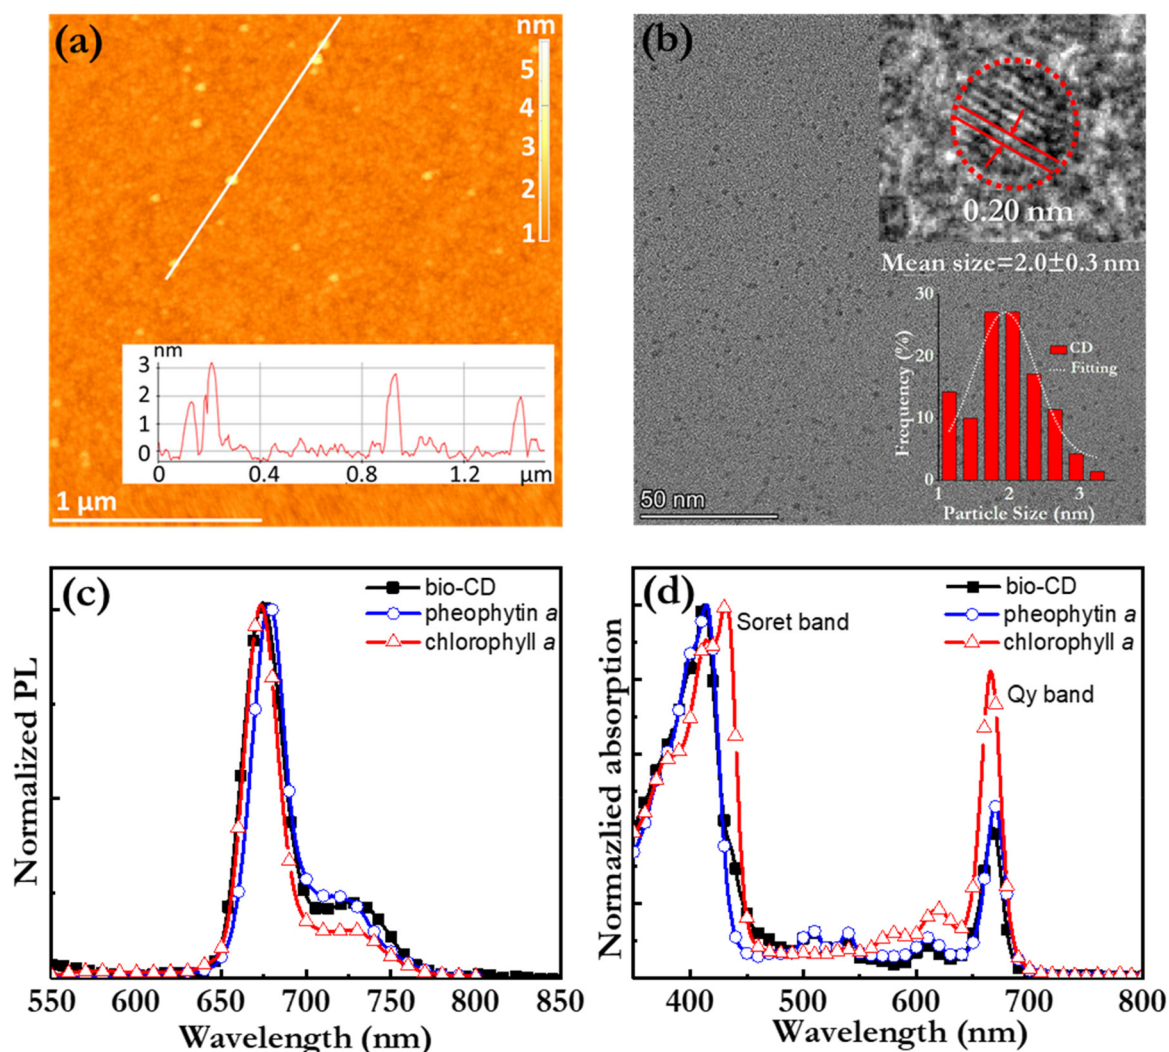 (a)
nm
5
4
3
2
1
nm
3
2
1
0
0 0.4 0.8 1.2 μm
1 μm
(b)
0.20 nm
Mean size=2.0±0.3 nm
30
20
10
0
Frequency (%)
CD
Fitting
1 2 3
Particle Size (nm)
50 nm
(c)
bio-CD
pheophytin a
chlorophyll a
Normalized PL
550 600 650 700 750 800 850
Wavelength (nm)
(d)
bio-CD
pheophytin a
chlorophyll a
Soret band
Qy band
Normazlied absorption
400 500 600 700 800
Wavelength (nm)